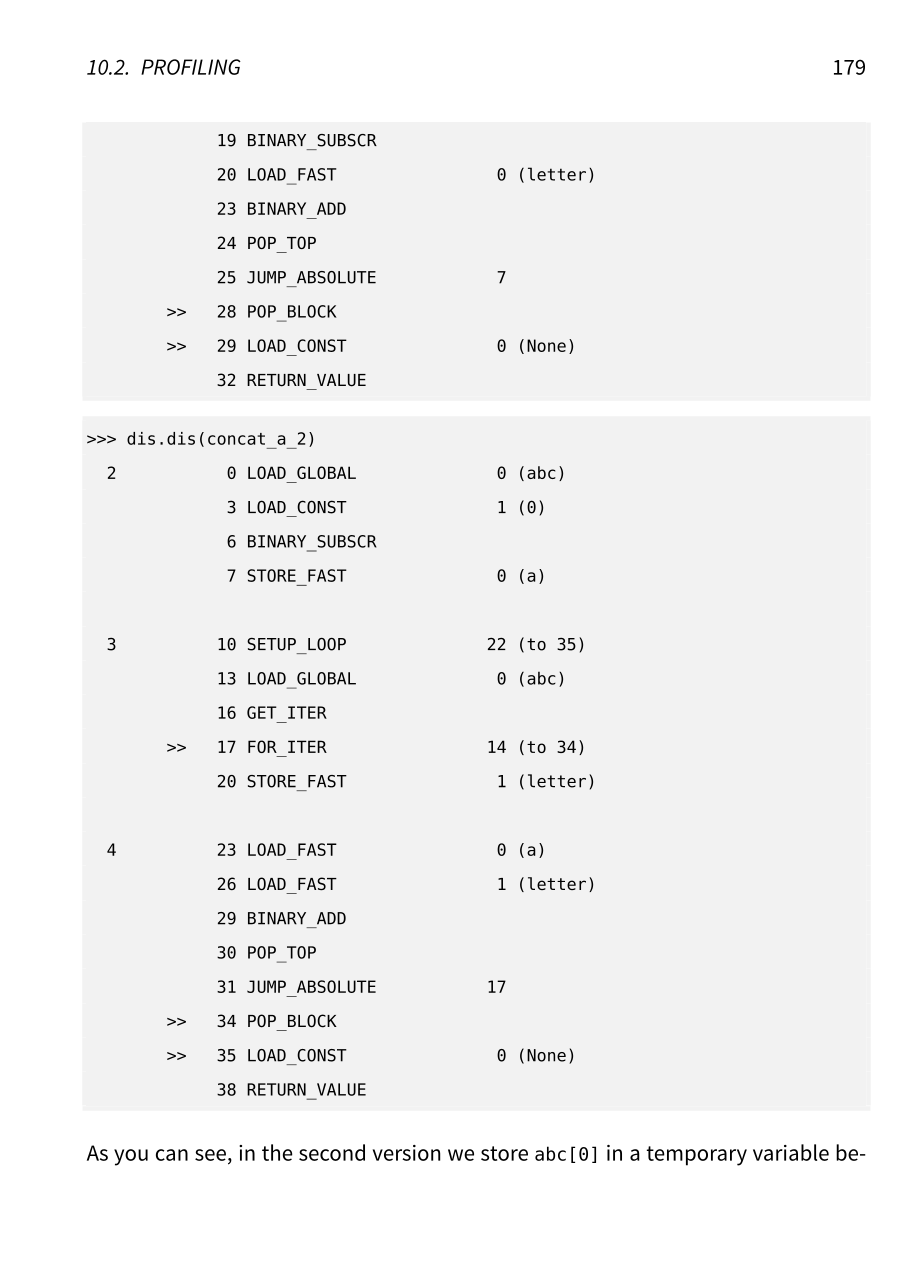 10.2. PROFILING 179
19 BINARY_SUBSCR
20 LOAD_FAST 0 (letter)
23 BINARY_ADD
24 POP_TOP
25 JUMP_ABSOLUTE 7
>> 28 POP_BLOCK
>> 29 LOAD_CONST 0 (None)
32 RETURN_VALUE
>>> dis.dis(concat_a_2)
2 0 LOAD_GLOBAL 0 (abc)
3 LOAD_CONST 1 (0)
6 BINARY_SUBSCR
7 STORE_FAST 0 (a)
3 10 SETUP_LOOP 22 (to 35)
13 LOAD_GLOBAL 0 (abc)
16 GET_ITER
>> 17 FOR_ITER 14 (to 34)
20 STORE_FAST 1 (letter)
4 23 LOAD_FAST 0 (a)
26 LOAD_FAST 1 (letter)
29 BINARY_ADD
30 POP_TOP
31 JUMP_ABSOLUTE 17
>> 34 POP_BLOCK
>> 35 LOAD_CONST 0 (None)
38 RETURN_VALUE
As you can see, in the second version we store abc[0] in a temporary variable be-